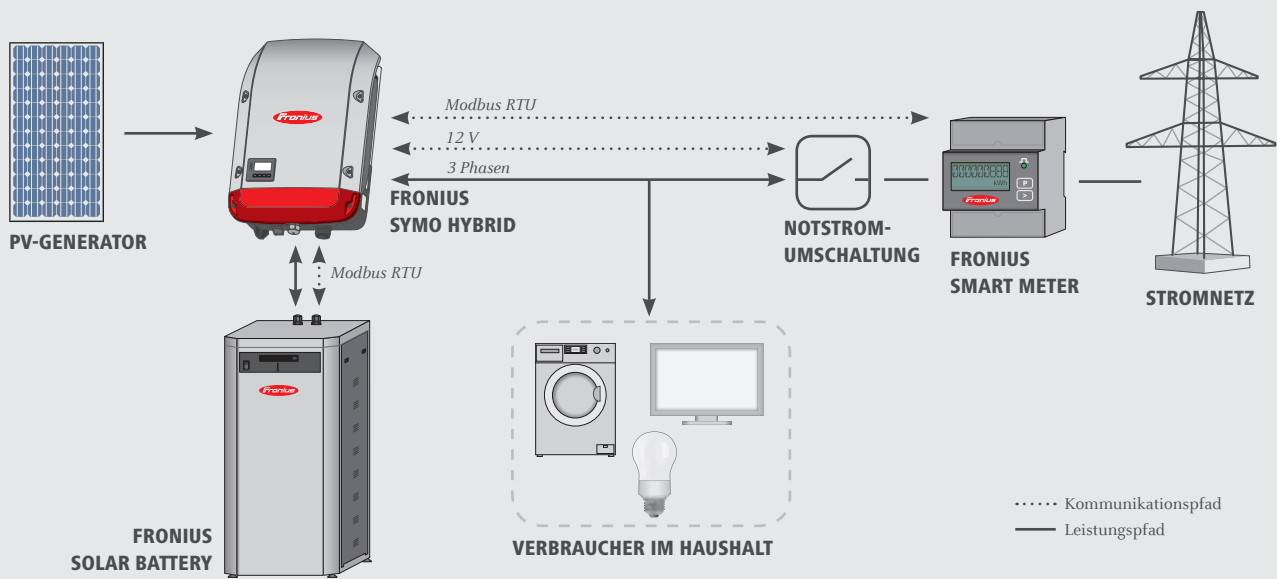 Modbus RTU
12 V
3 Phasen
Fronius
FRONIUS
SYMO HYBRID
PV-GENERATOR
NOTSTROM-
UMSCHALTUNG
kWh
P
>
Fronius
FRONIUS
SMART METER
STROMNETZ
Modbus RTU
Fronius
FRONIUS
SOLAR BATTERY
VERBRAUCHER IM HAUSHALT
Kommunikationspfad
Leistungspfad